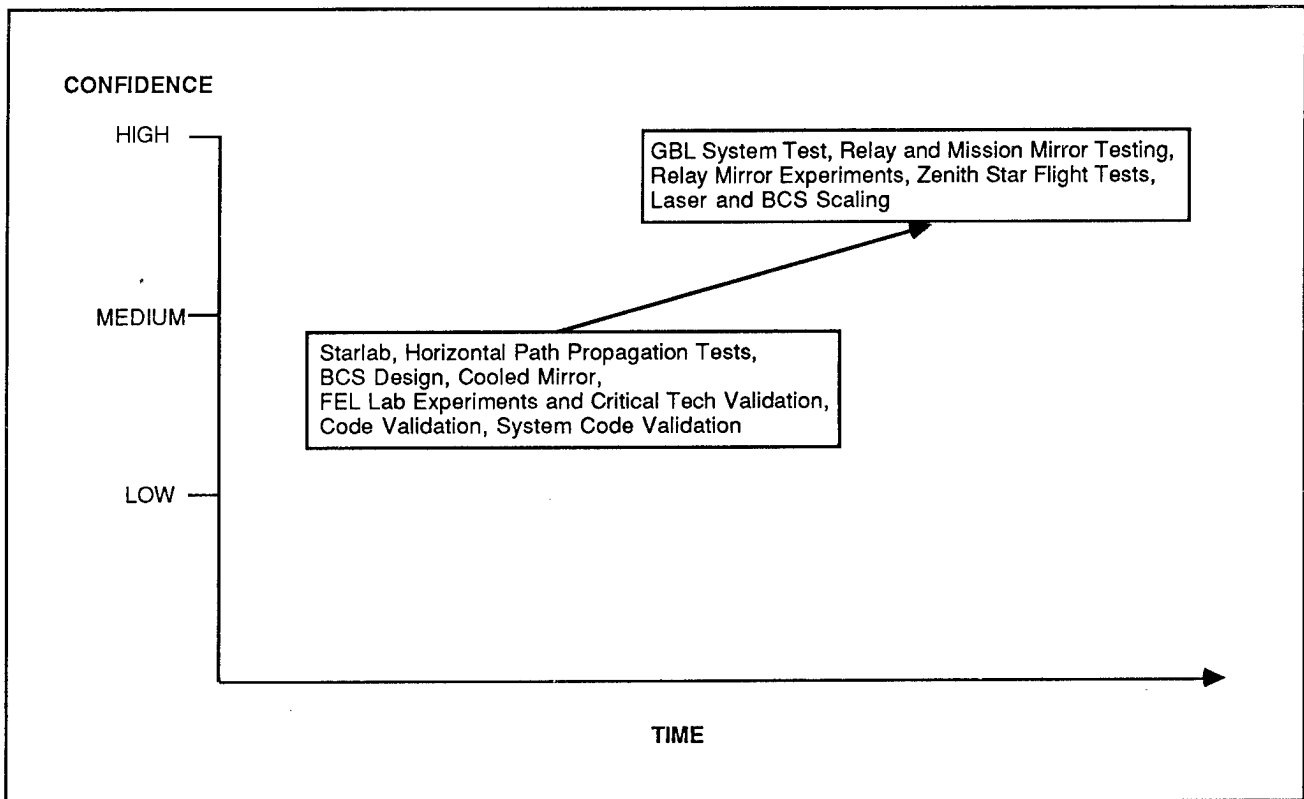 CONFIDENCE
HIGH
GBL System Test, Relay and Mission Mirror Testing,
Relay Mirror Experiments, Zenith Star Flight Tests,
Laser and BCS Scaling
MEDIUM
Starlab, Horizontal Path Propagation Tests,
BCS Design, Cooled Mirror,
FEL Lab Experiments and Critical Tech Validation,
Code Validation, System Code Validation
LOW
TIME